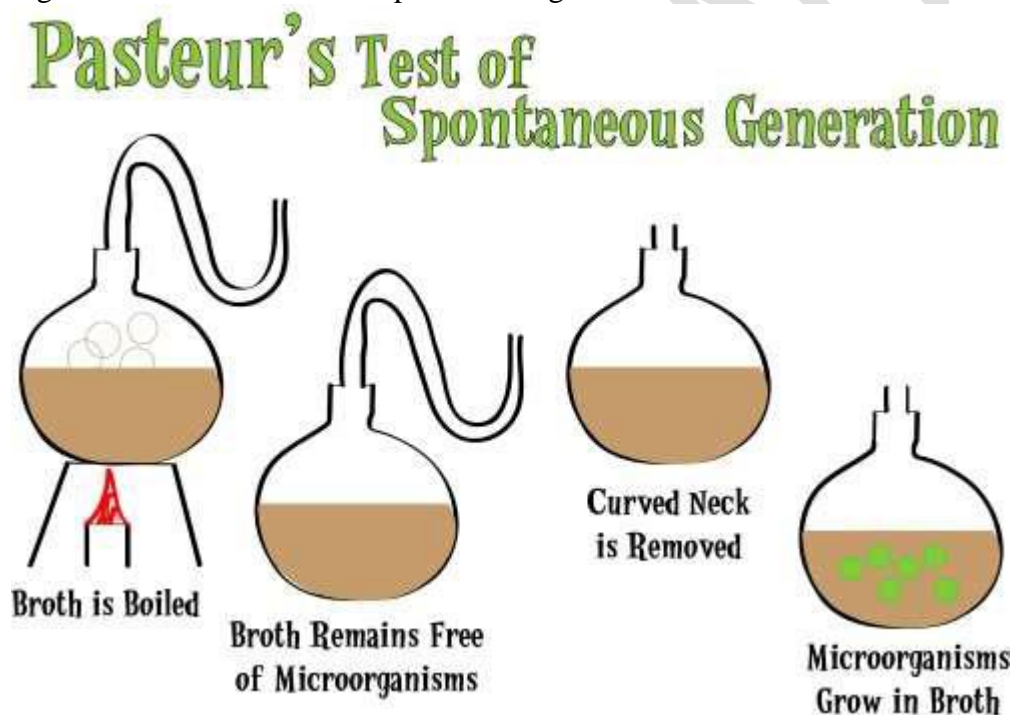 Pasteur's Test of
Spontaneous Generation
Broth is Boiled
Broth Remains Free
of Microorganisms
Curved Neck
is Removed
Microorganisms
Grow in Broth